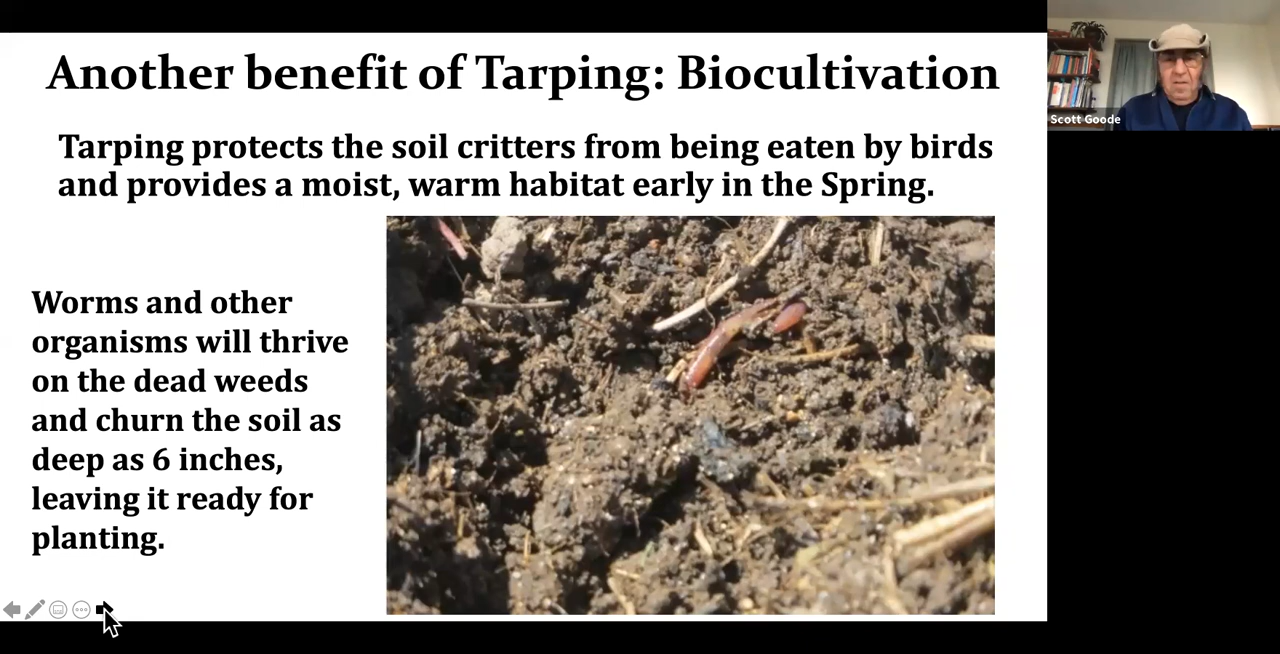 Another benefit of Tarping: Biocultivation
Tarping protects the soil critters from being eaten by birds
and provides a moist, warm habitat early in the Spring.
Worms and other
organisms will thrive
on the dead weeds
and churn the soil as
deep as 6 inches,
leaving it ready for
planting.
Scott Goode